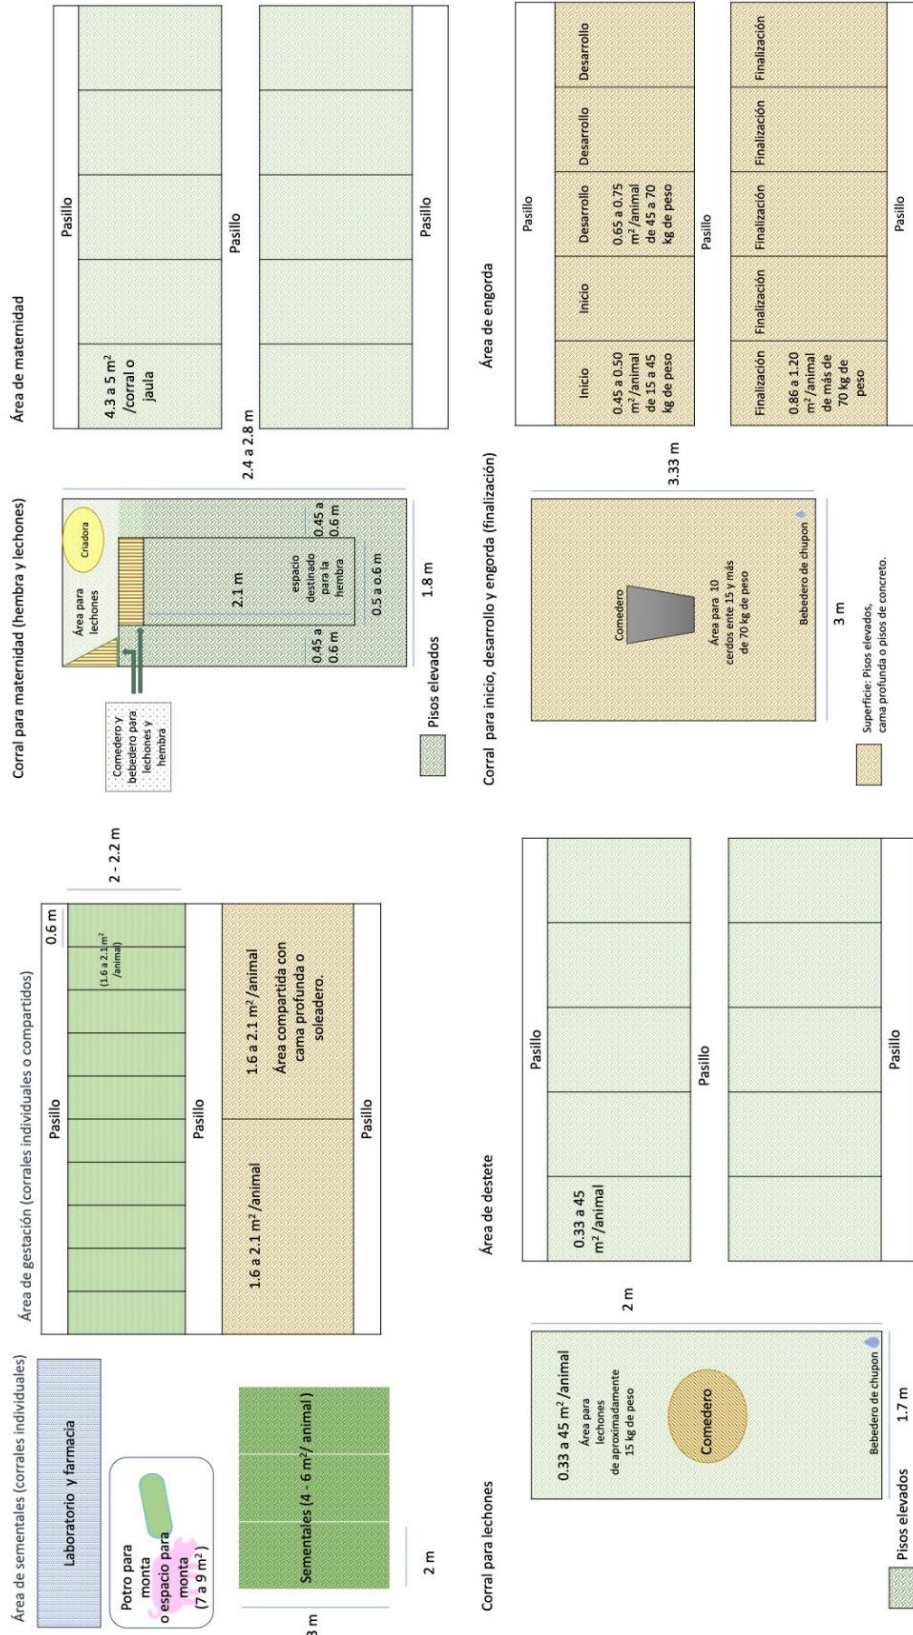 Área de sementales (corrales individuales)
Laboratorio y farmacia
Potro para
monta
o espacio para
monta
(7 a 9 m²)
Sementales (4 - 6 m²/ animal)
3 m
2 m
Área de gestación (corrales individuales o compartidos)
Pasillo
0.6 m
(1.6 a 2.1 m²
/animal)
2 - 2.2 m
Pasillo
1.6 a 2.1 m²/animal
1.6 a 2.1 m²/animal
Área compartida con
cama profunda o
soleadero.
Pasillo
Corral para maternidad (hembra y lechones)
Área para
lechones
Criadora
Comedero y
bebedero para
lechones y
hembra
2.1 m
espacio
destinado
para la
hembra
0.45 a
0.6 m
0.45 a
0.6 m
0.5 a o.6 m
1.8 m
2.4 a 2.8 m
Pisos elevados
Área de maternidad
Pasillo
4.3 a 5 m²
/corral o
jaula
Pasillo
Pasillo
Corral para lechones
0.33 a 45 m²/animal
Área para
lechones
de aproximadamente
15 kg de peso
Comedero
Bebedero de chupon
2 m
1.7 m
Pisos elevados
Área de destete
Pasillo
0.33 a 45
m²/animal
Pasillo
Pasillo
Corral para inicio, desarrollo y engorda (finalización)
Comedero
Área para 10
cerdos ente 15 y más
de 70 kg de peso
Bebedero de chupon
3.33 m
3 m
Superficie: Pisos elevados,
cama profunda o pisos de concreto.
Área de engorda
Pasillo
Inicio
0.45 a 0.50
m²/animal
de 15 a 45
kg de peso
Inicio
Desarrollo
0.65 a 0.75
m²/animal
de 45 a 70
kg de peso
Desarrollo
Desarrollo
Pasillo
Finalización
0.86 a 1.20
m²/animal
de más de
70 kg de
peso
Finalización
Finalización
Finalización
Finalización
Pasillo